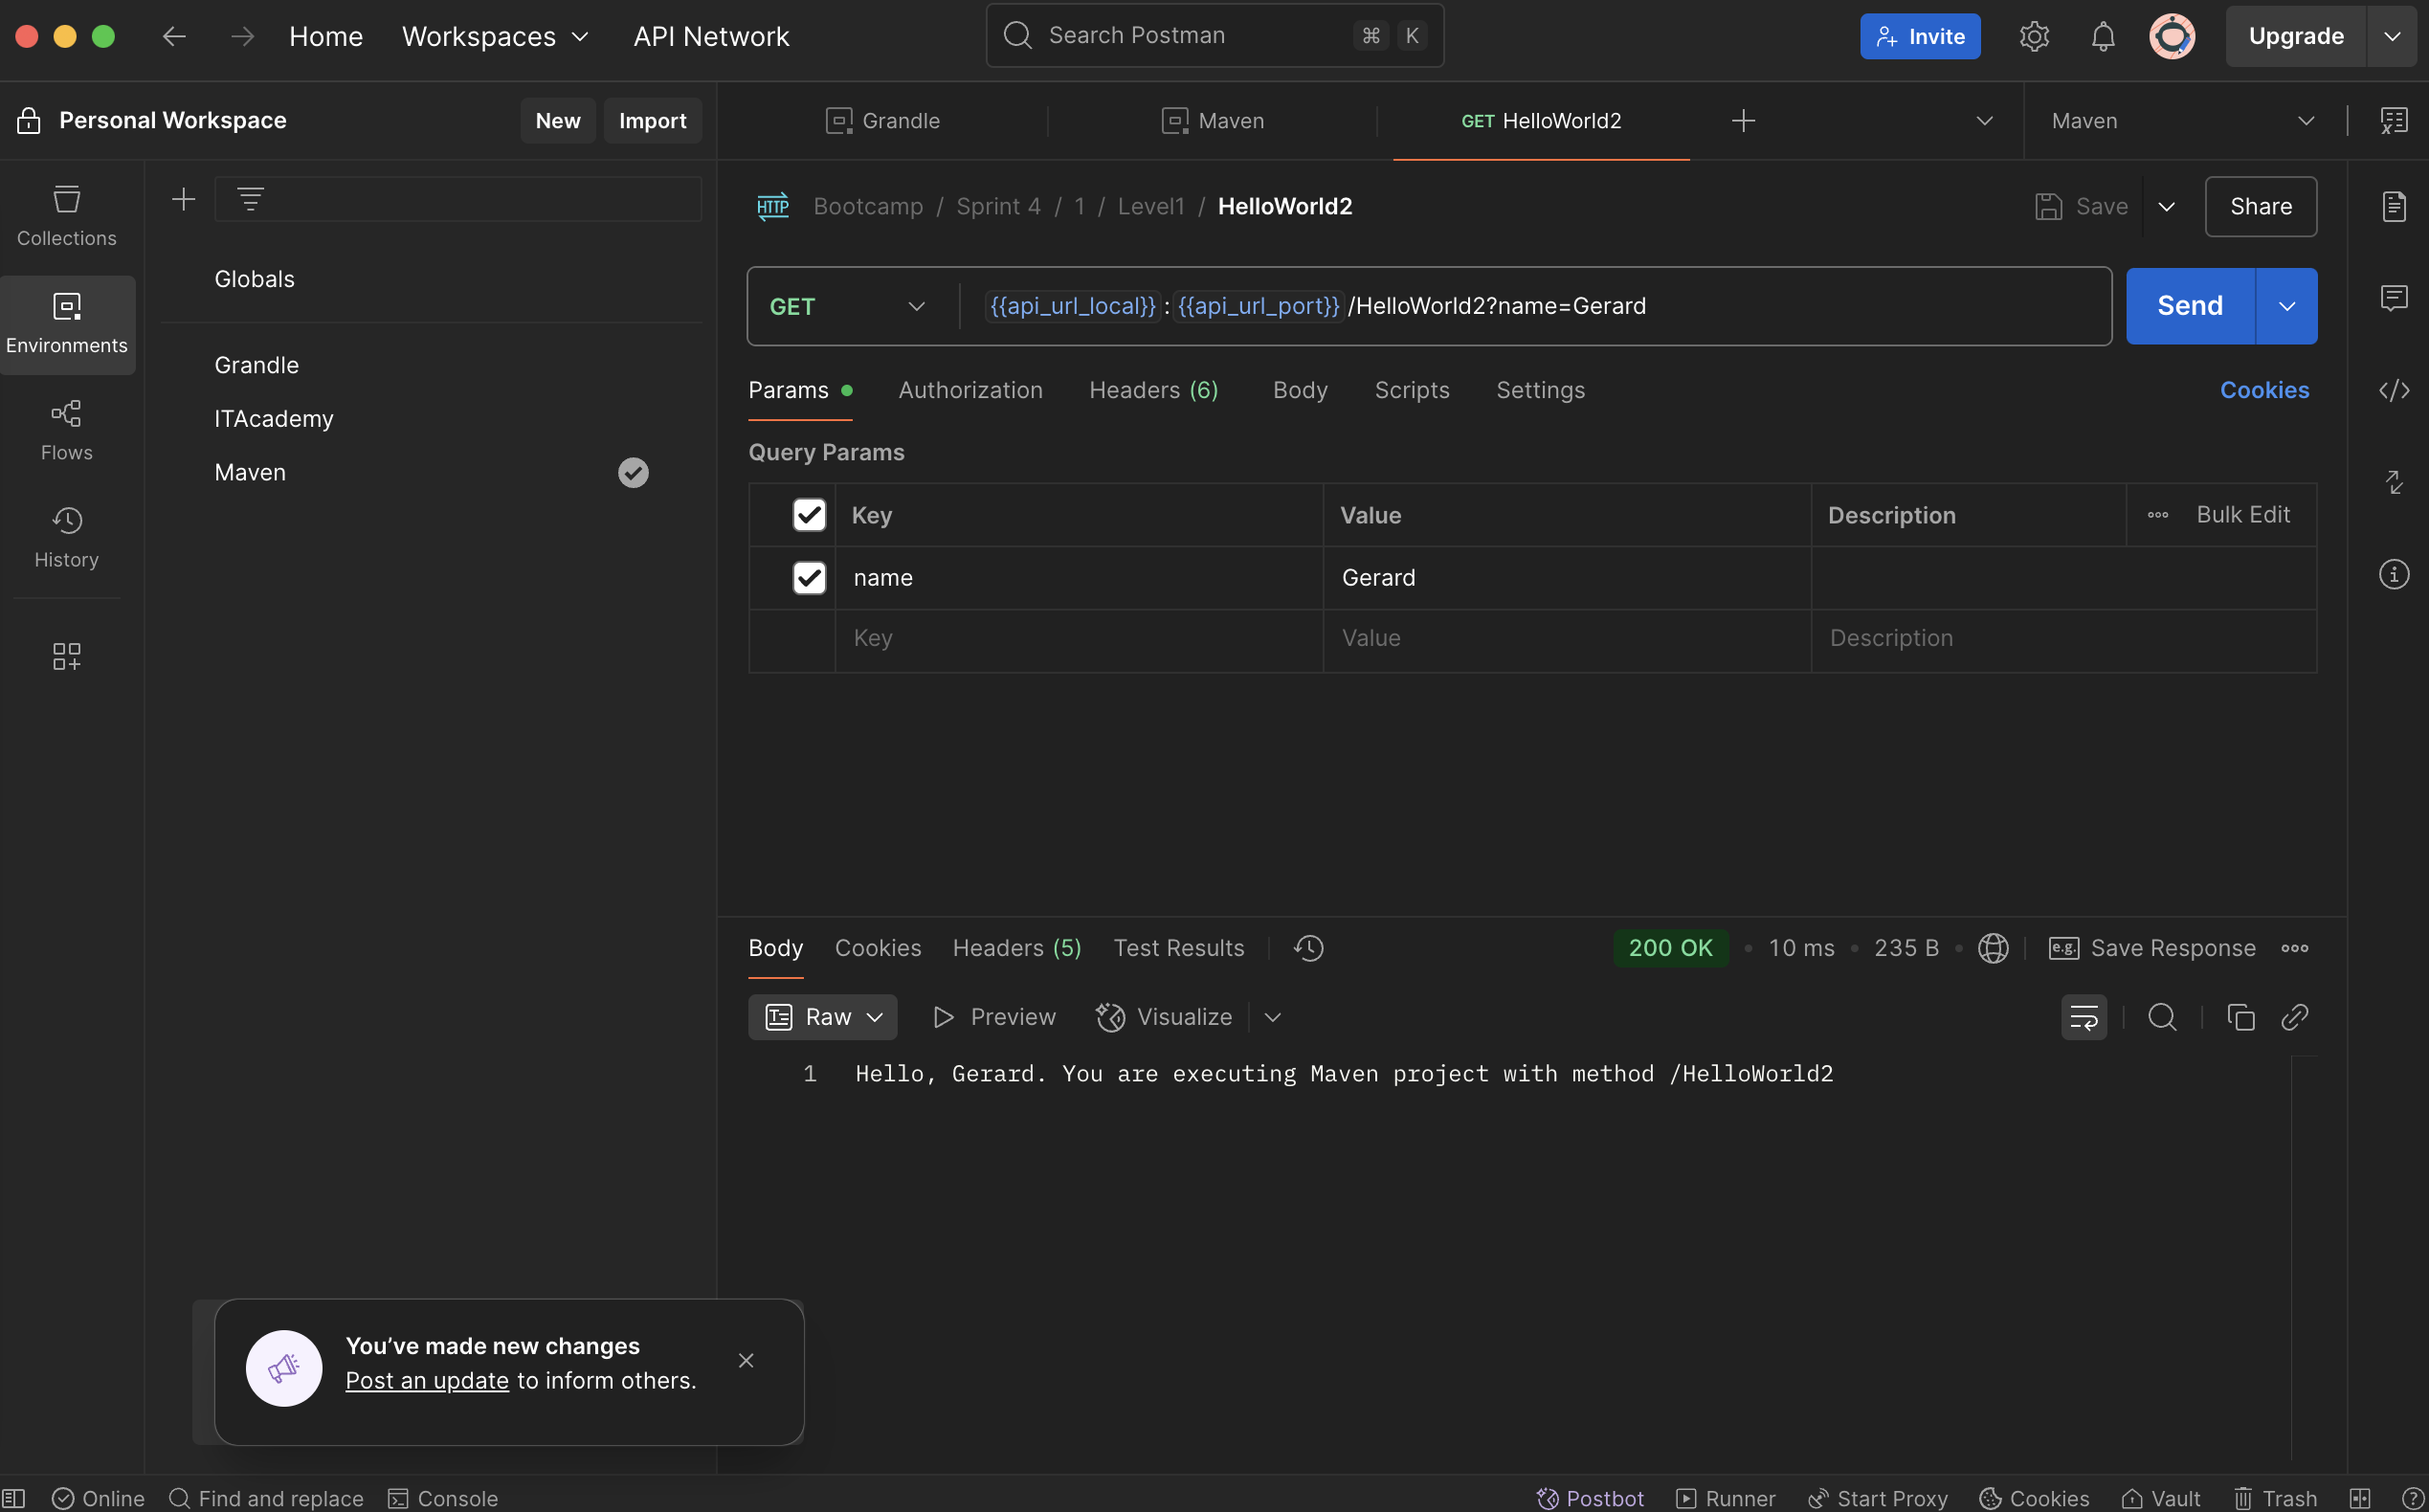 Home
Workspaces
API Network
Search Postman
⌘ K
Invite
Upgrade
Personal Workspace
New
Import
Grandle
Maven
GET HelloWorld2
Maven
Collections
Environments
Flows
History
Globals
Grandle
ITAcademy
Maven
HTTP Bootcamp / Sprint 4 / 1 / Level1 / HelloWorld2
Save
Share
GET
{{api_url_local}}:{{api_url_port}}/HelloWorld2?name=Gerard
Send
Params
Authorization
Headers (6)
Body
Scripts
Settings
Cookies
Query Params
Key Value Description Bulk Edit
name Gerard
Key Value Description
Body
Cookies
Headers (5)
Test Results
200 OK • 10 ms • 235 B
e.g. Save Response
Raw
Preview
Visualize
1 Hello, Gerard. You are executing Maven project with method /HelloWorld2
You’ve made new changes
Post an update to inform others.
Online
Find and replace
Console
Postbot
Runner
Start Proxy
Cookies
Vault
Trash